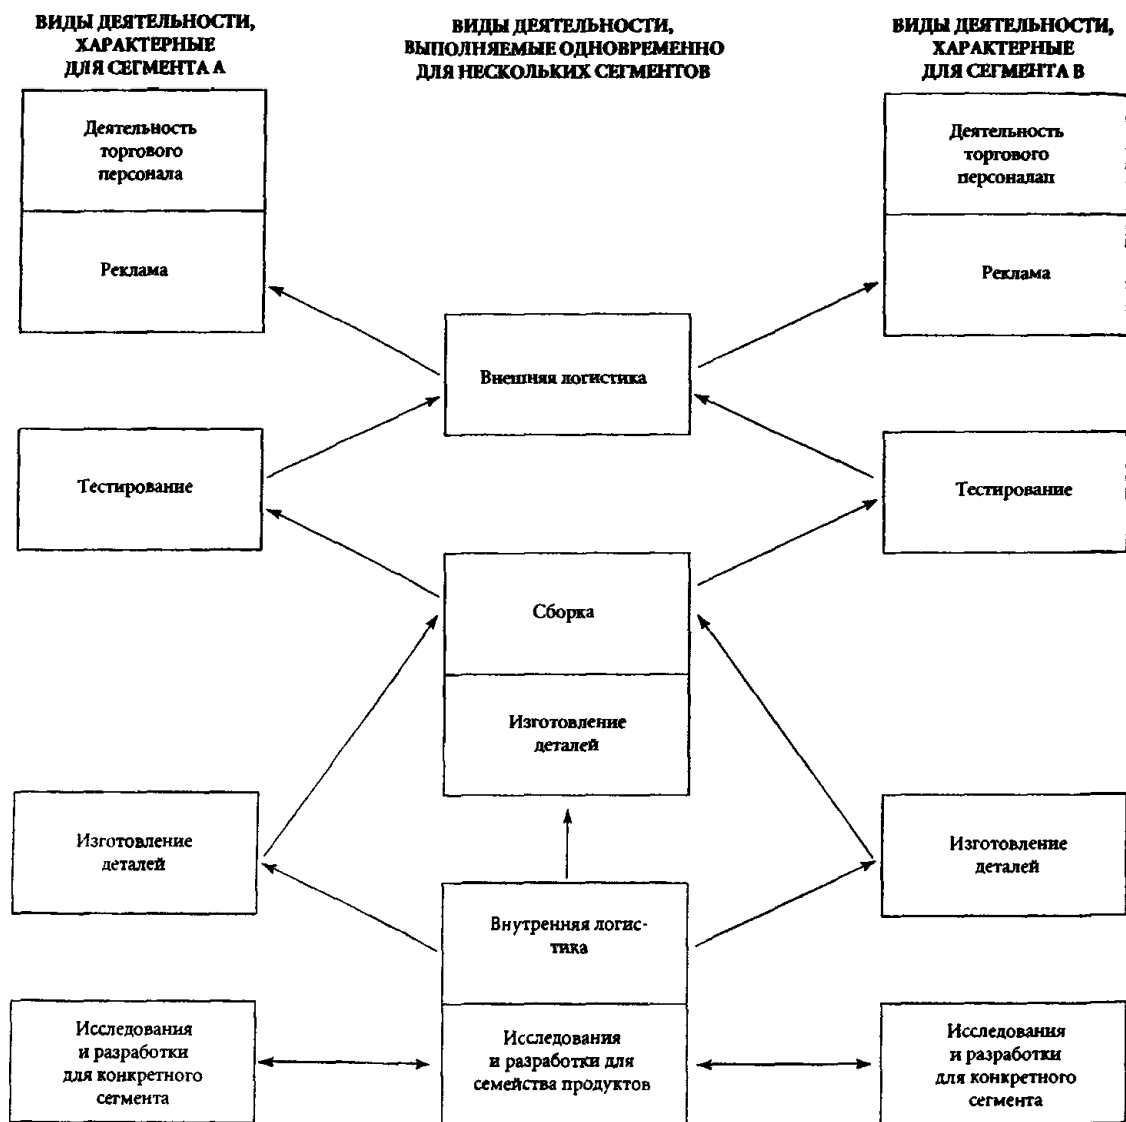 ВИДЫ ДЕЯТЕЛЬНОСТИ,
ХАРАКТЕРНЫЕ
ДЛЯ СЕГМЕНТА А
ВИДЫ ДЕЯТЕЛЬНОСТИ,
ВЫПОЛНЯЕМЫЕ ОДНОВРЕМЕННО
ДЛЯ НЕСКОЛЬКИХ СЕГМЕНТОВ
ВИДЫ ДЕЯТЕЛЬНОСТИ,
ХАРАКТЕРНЫЕ
ДЛЯ СЕГМЕНТА В
Деятельность
торгового
персонала
Деятельность
торгового
персоналап
Реклама
Реклама
Внешняя логистика
Тестирование
Тестирование
Сборка
Изготовление
деталей
Изготовление
деталей
Изготовление
деталей
Внутренняя логис-
тика
Исследования
и разработки
для конкретного
сегмента
Исследования
и разработки для
семейства продуктов
Исследования
и разработки
для конкретного
сегмента